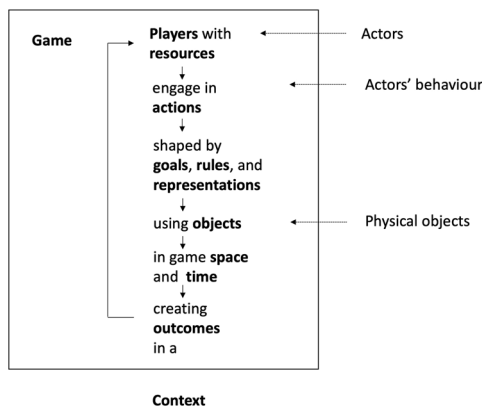 Game
Players with
resources
Actors
engage in
actions
Actors’ behaviour
shaped by
goals, rules, and
representations
using objects
Physical objects
in game space
and time
creating
outcomes
in a
Context